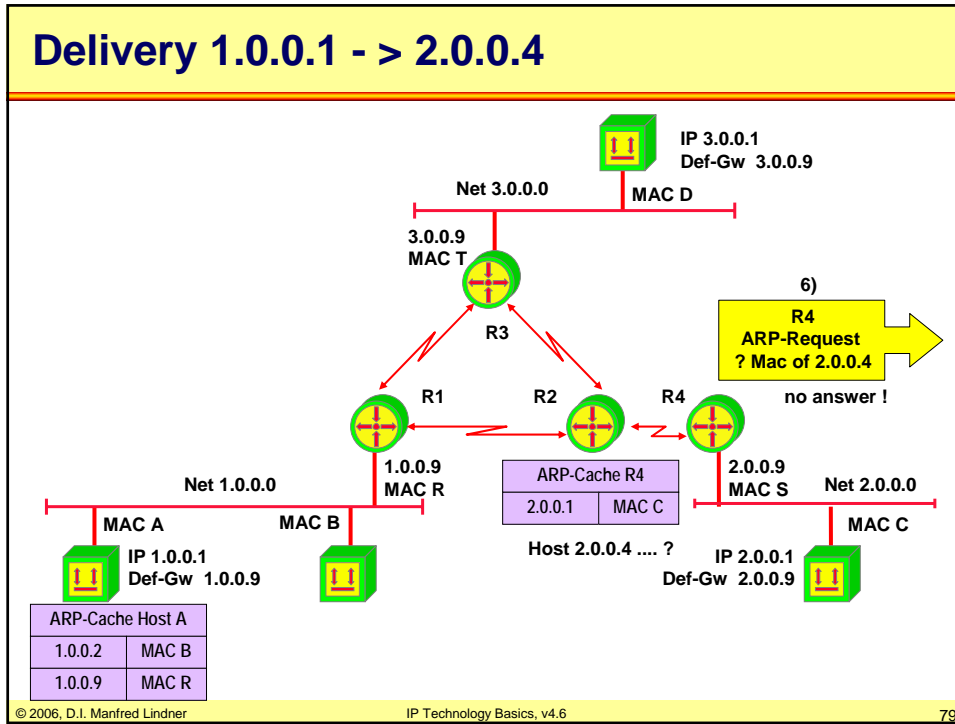 Delivery 1.0.0.1 - > 2.0.0.4
IP 3.0.0.1
Def-Gw 3.0.0.9
Net 3.0.0.0
MAC D
3.0.0.9
MAC T
R3
6)
R4
ARP-Request
? Mac of 2.0.0.4
no answer !
R1
R2
R4
1.0.0.9
MAC R
Net 1.0.0.0
ARP-Cache R4
2.0.0.1 MAC C
Host 2.0.0.4 .... ?
2.0.0.9
MAC S
Net 2.0.0.0
MAC A
MAC B
MAC C
IP 1.0.0.1
Def-Gw 1.0.0.9
IP 2.0.0.1
Def-Gw 2.0.0.9
ARP-Cache Host A
1.0.0.2 MAC B
1.0.0.9 MAC R
© 2006, D.I. Manfred Lindner
IP Technology Basics, v4.6
79